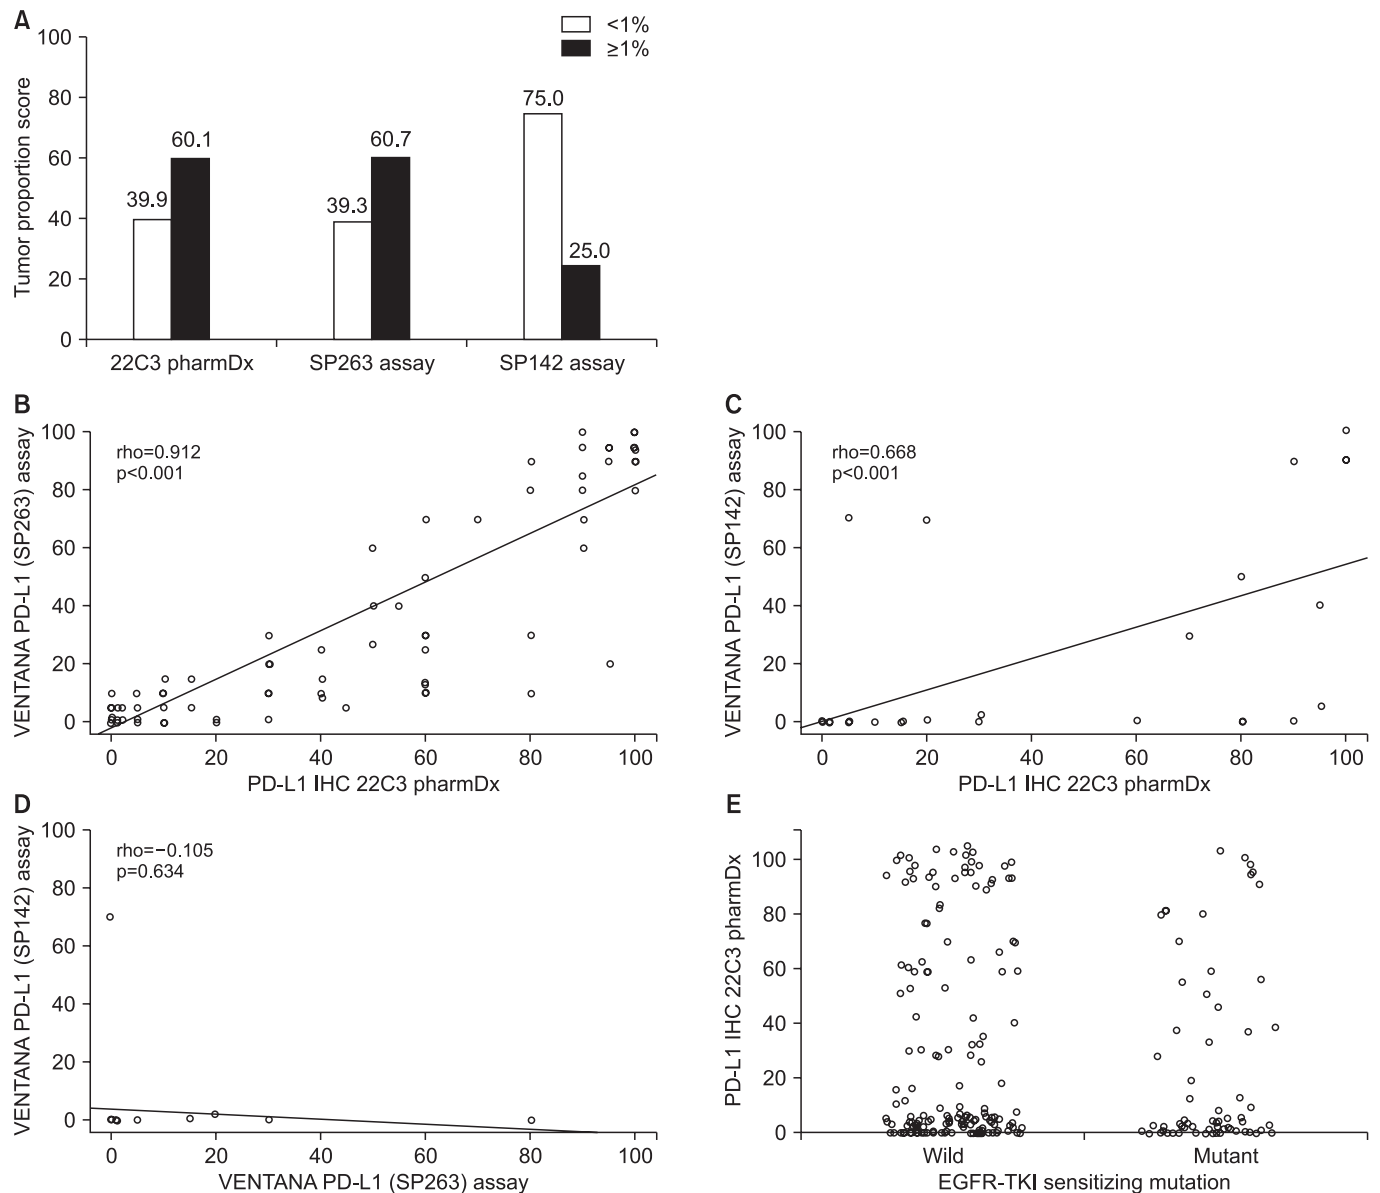 A
<1%
≥1%
Tumor proportion score
100
80
60
40
20
0
39.9
60.1
39.3
60.7
75.0
25.0
22C3 pharmDx
SP263 assay
SP142 assay
B
VENTANA PD-L1 (SP263) assay
100
80
60
40
20
0
rho=0.912
p<0.001
0 20 40 60 80 100
PD-L1 IHC 22C3 pharmDx
C
VENTANA PD-L1 (SP142) assay
100
80
60
40
20
0
rho=0.668
p<0.001
0 20 40 60 80 100
PD-L1 IHC 22C3 pharmDx
D
VENTANA PD-L1 (SP142) assay
100
80
60
40
20
0
rho=−0.105
p=0.634
0 20 40 60 80 100
VENTANA PD-L1 (SP263) assay
E
PD-L1 IHC 22C3 pharmDx
100
80
60
40
20
0
Wild Mutant
EGFR-TKI sensitizing mutation